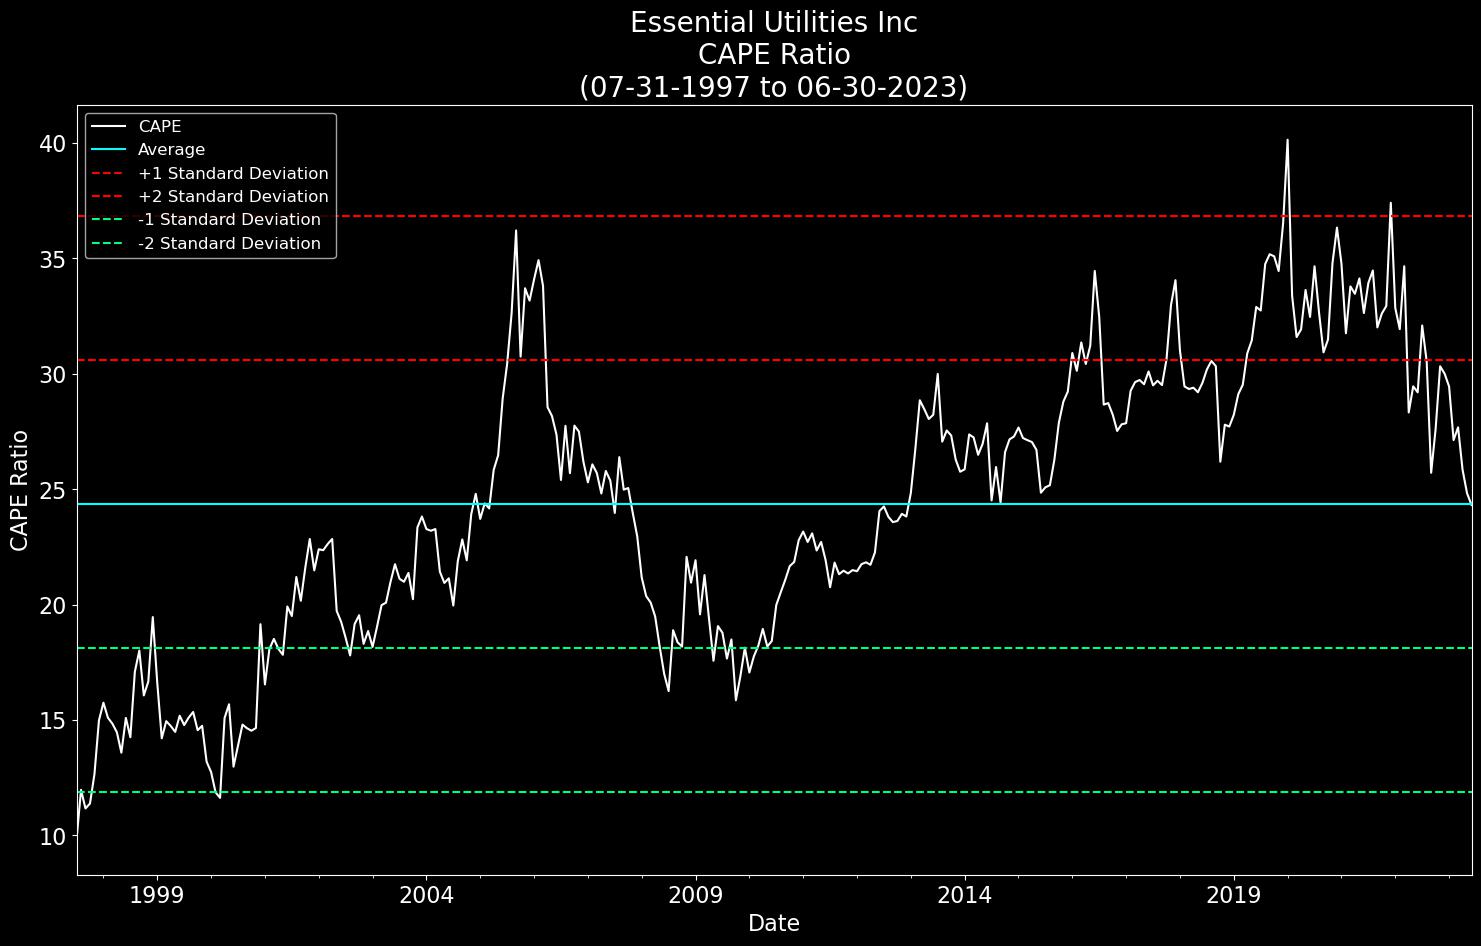 Essential Utilities Inc
CAPE Ratio
(07-31-1997 to 06-30-2023)
CAPE
Average
+1 Standard Deviation
+2 Standard Deviation
-1 Standard Deviation
-2 Standard Deviation
40
35
30
25
20
15
10
CAPE Ratio
1999
2004
2009
2014
2019
Date